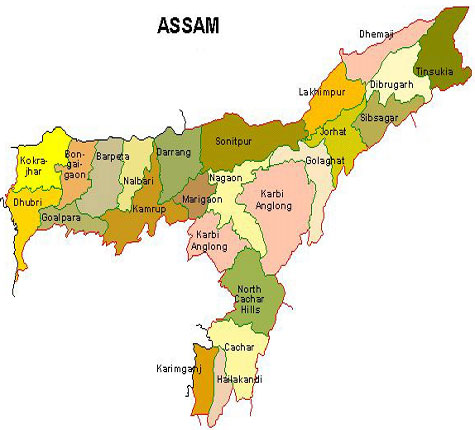 ASSAM
Dhemaji
Tinsukia
Dibrugarh
Lakhimpur
Sibsagar
Jorhat
Sonitpur
Darrang
Golaghat
Kokra-
jhar
Bon-
gai-
gaon
Barpeta
Nalbari
Nagaon
Karbi
Anglong
Dhubri
Marigaon
Kamrup
Goalpara
Karbi
Anglong
North
Cachar
Hills
Cachar
Karimganj
Hailakandi